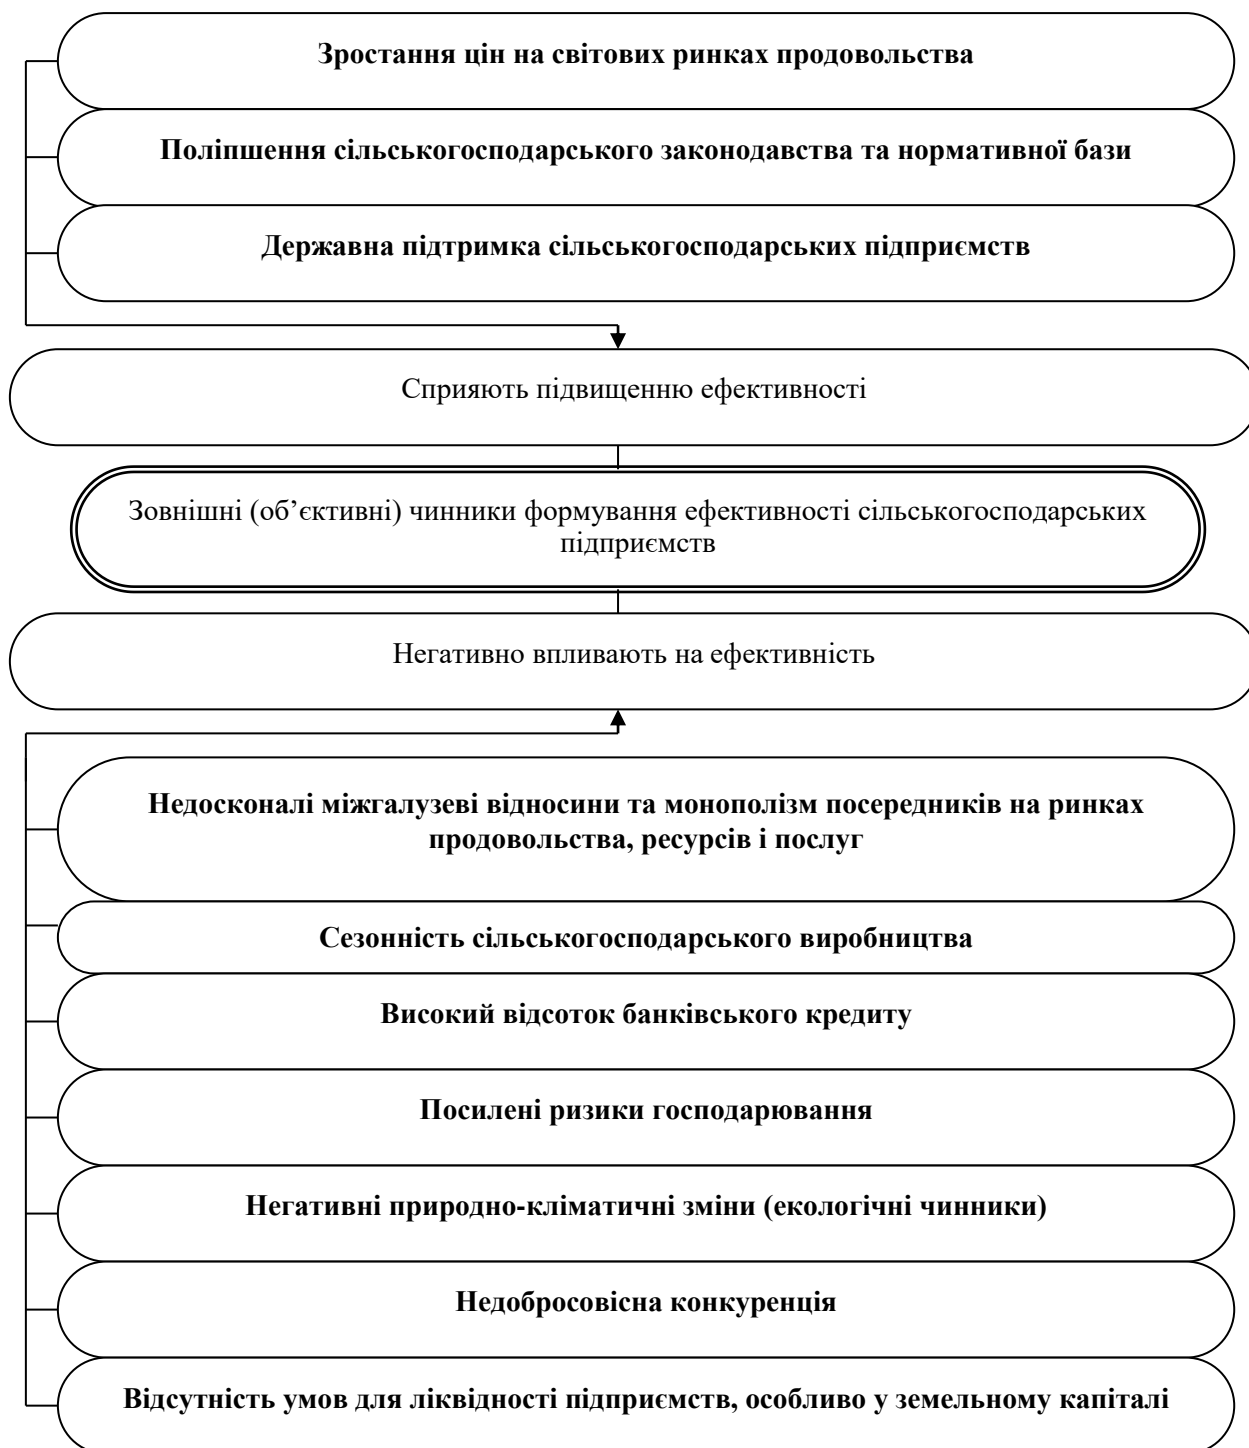 Зростання цін на світових ринках продовольства
Поліпшення сільськогосподарського законодавства та нормативної бази
Державна підтримка сільськогосподарських підприємств
Сприяють підвищенню ефективності
Зовнішні (об’єктивні) чинники формування ефективності сільськогосподарських
підприємств
Негативно впливають на ефективність
Недосконалі міжгалузеві відносини та монополізм посередників на ринках
продовольства, ресурсів і послуг
Сезонність сільськогосподарського виробництва
Високий відсоток банківського кредиту
Посилені ризики господарювання
Негативні природно-кліматичні зміни (екологічні чинники)
Недобросовісна конкуренція
Відсутність умов для ліквідності підприємств, особливо у земельному капіталі